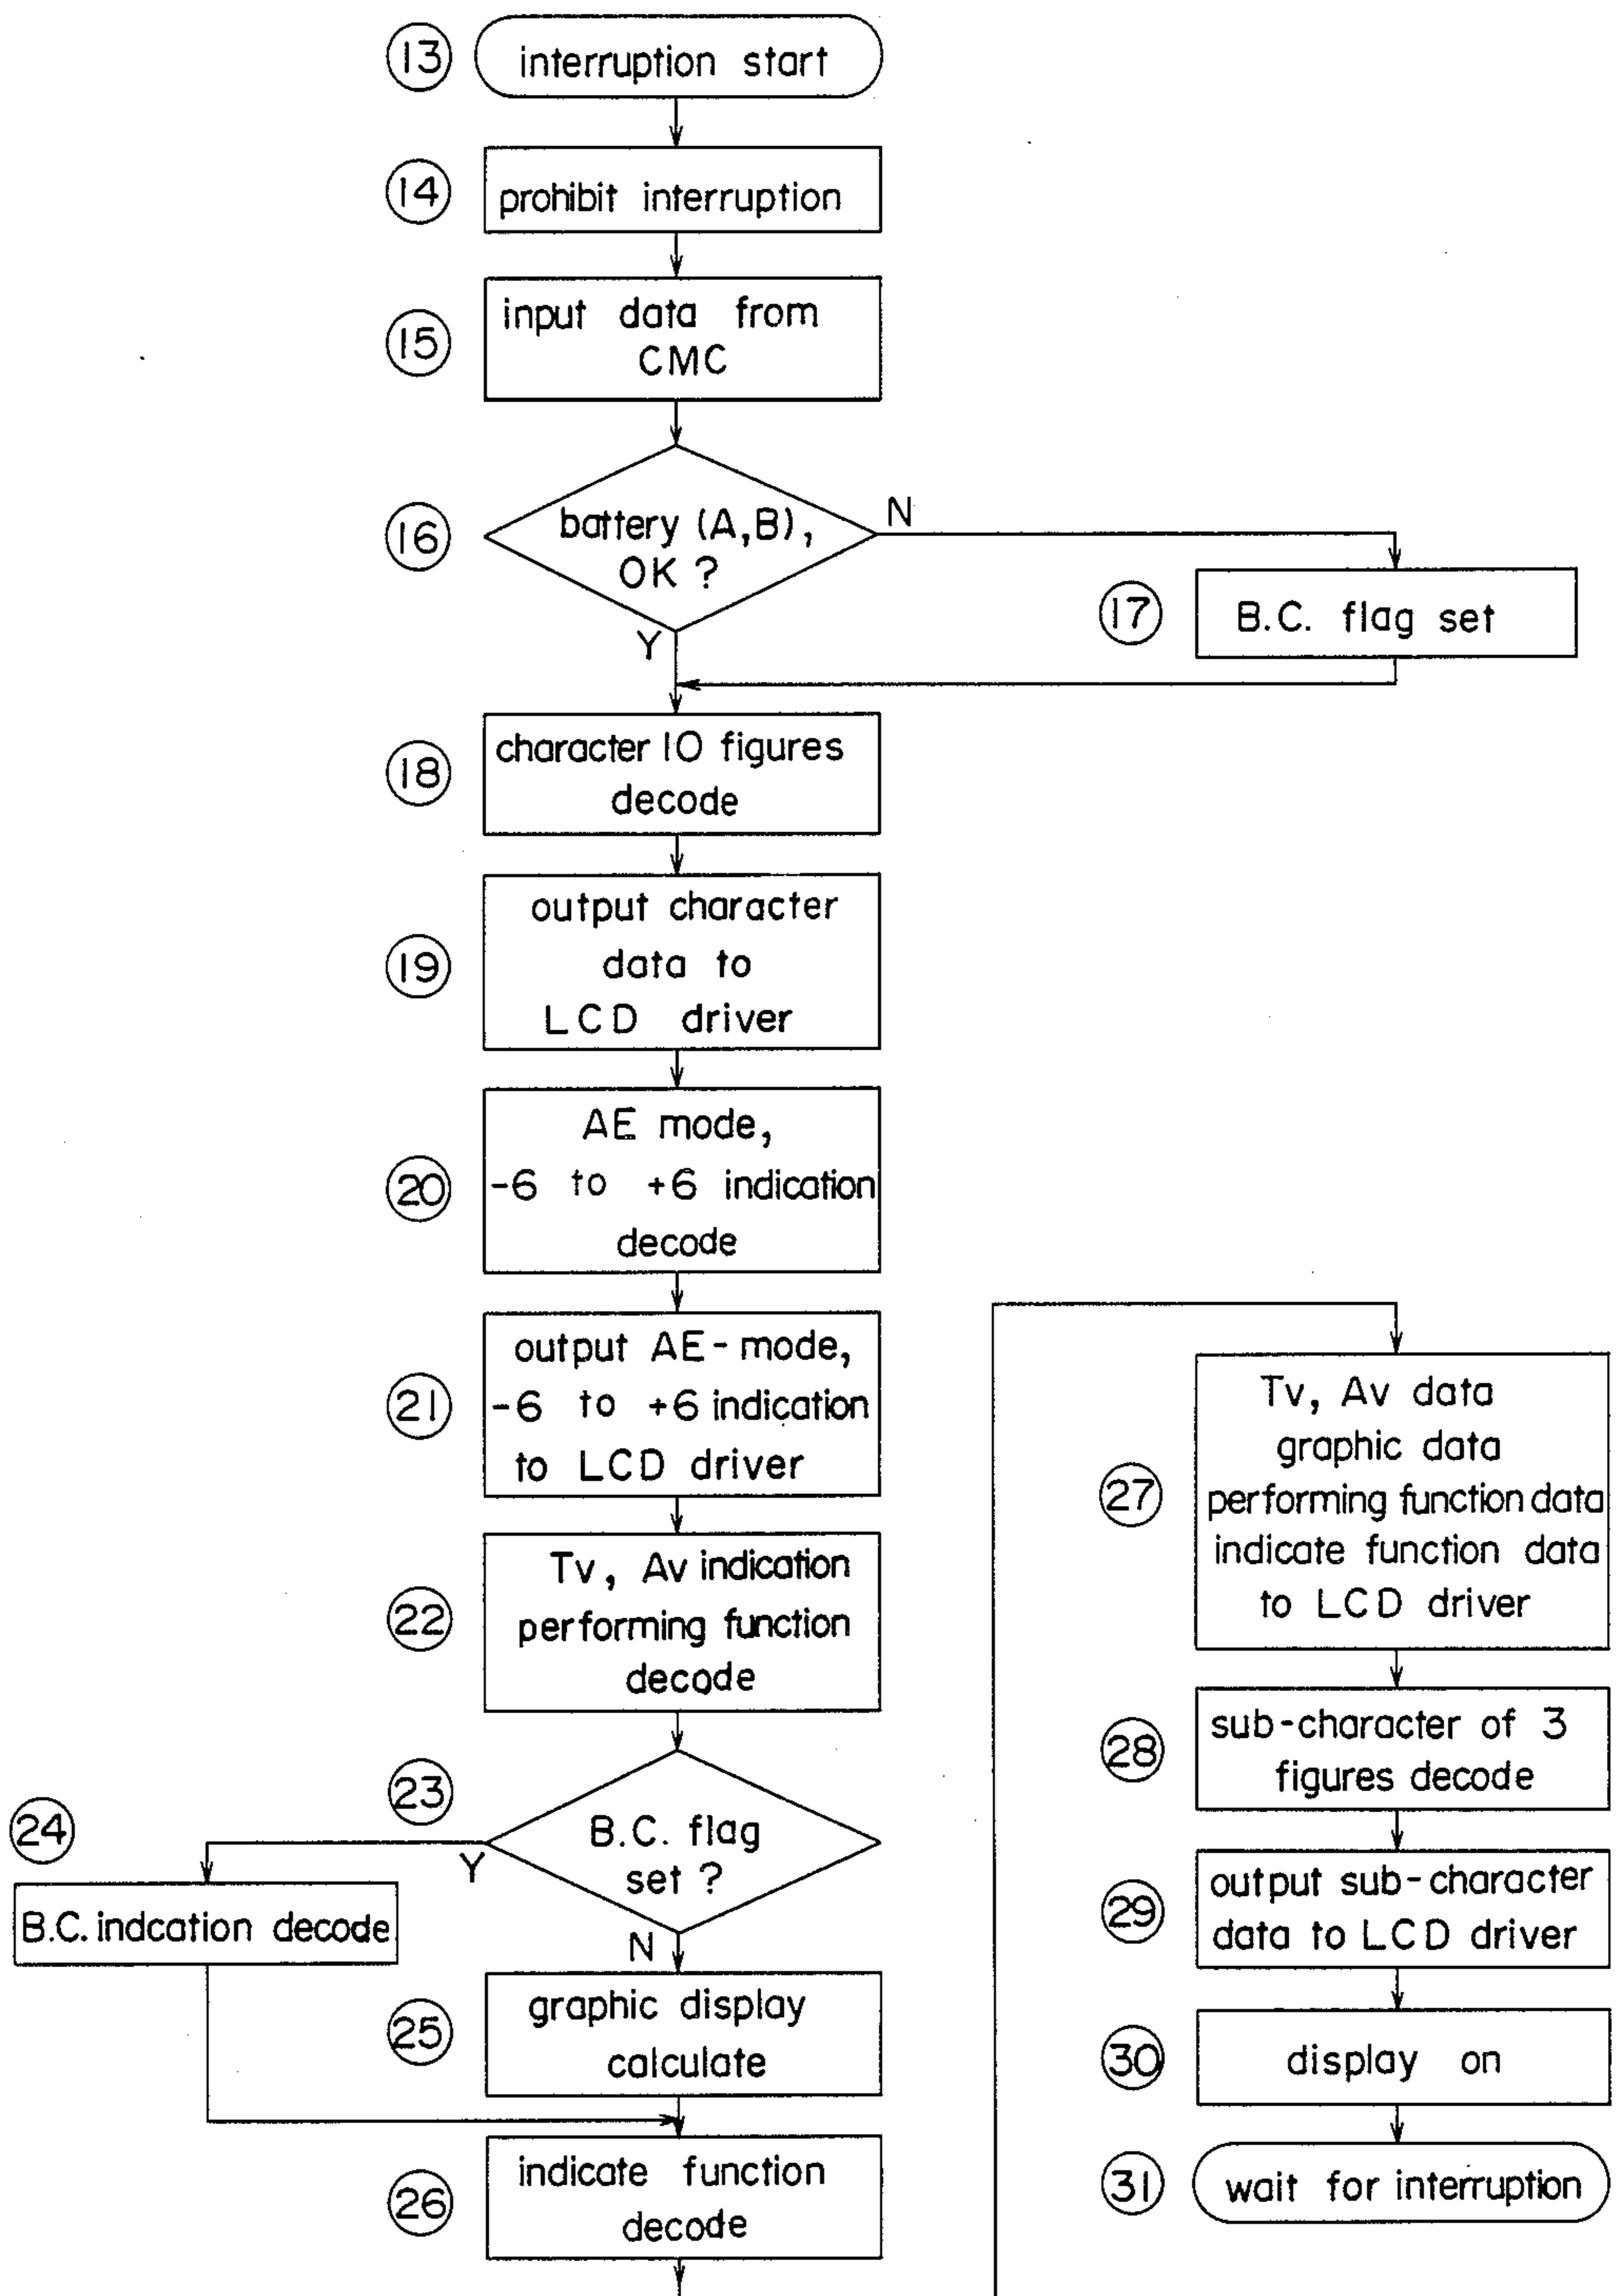 13
interruption start
14
prohibit interruption
15
input data from
CMC
16
battery (A,B),
OK ?
N
Y
17
B.C. flag set
18
character 10 figures
decode
19
output character
data to
LCD driver
20
AE mode,
-6 to +6 indication
decode
21
output AE-mode,
-6 to +6 indication
to LCD driver
22
Tv, Av indication
performing function
decode
23
B.C. flag
set ?
Y
N
24
B.C. indcation decode
25
graphic display
calculate
26
indicate function
decode
27
Tv, Av data
graphic data
performing function data
indicate function data
to LCD driver
28
sub-character of 3
figures decode
29
output sub-character
data to LCD driver
30
display on
31
wait for interruption